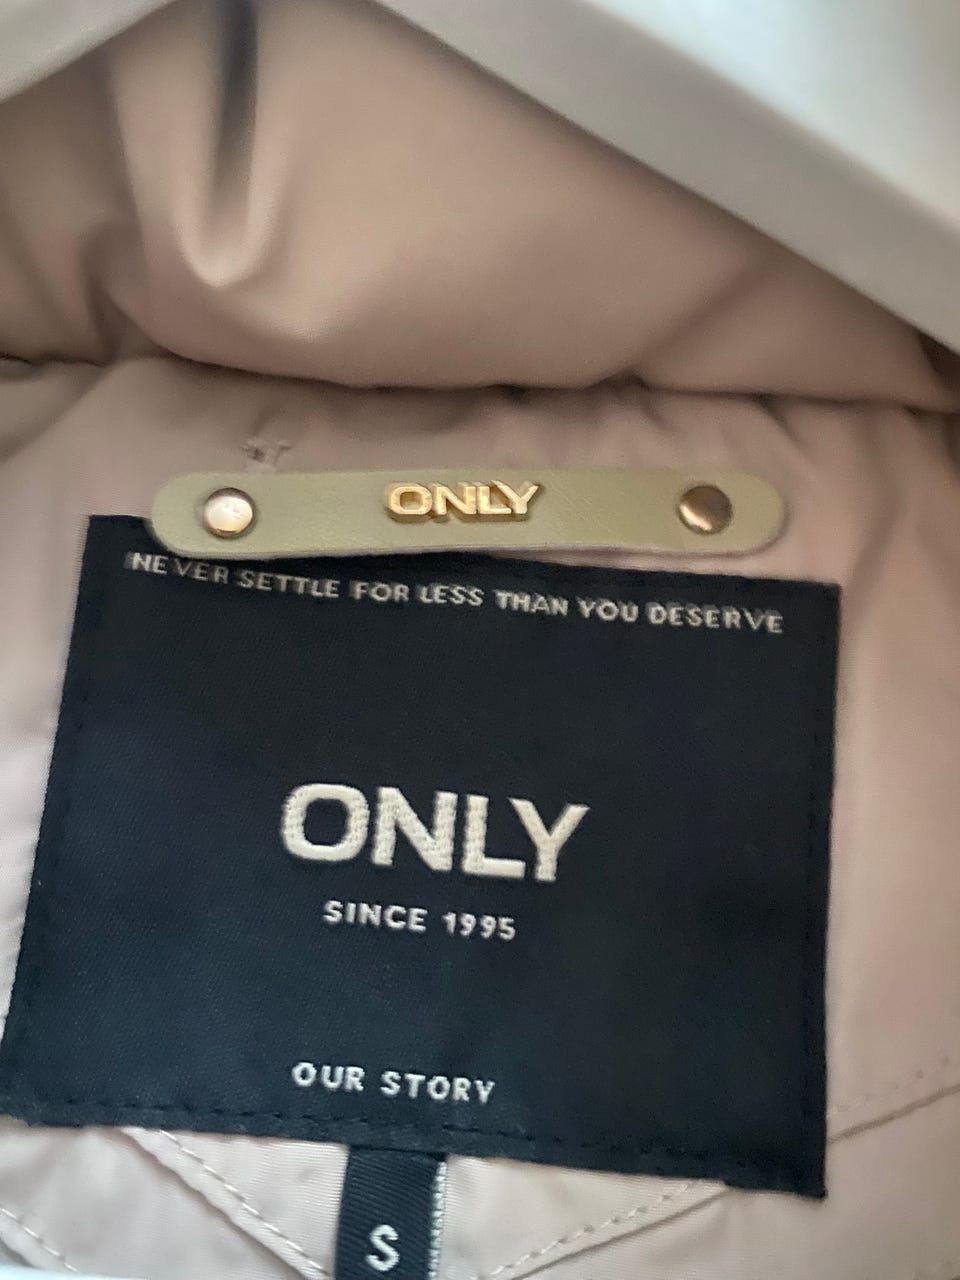 ONLY
NEVER SETTLE FOR LESS THAN YOU DESERVE
ONLY
SINCE 1995
OUR STORY
S